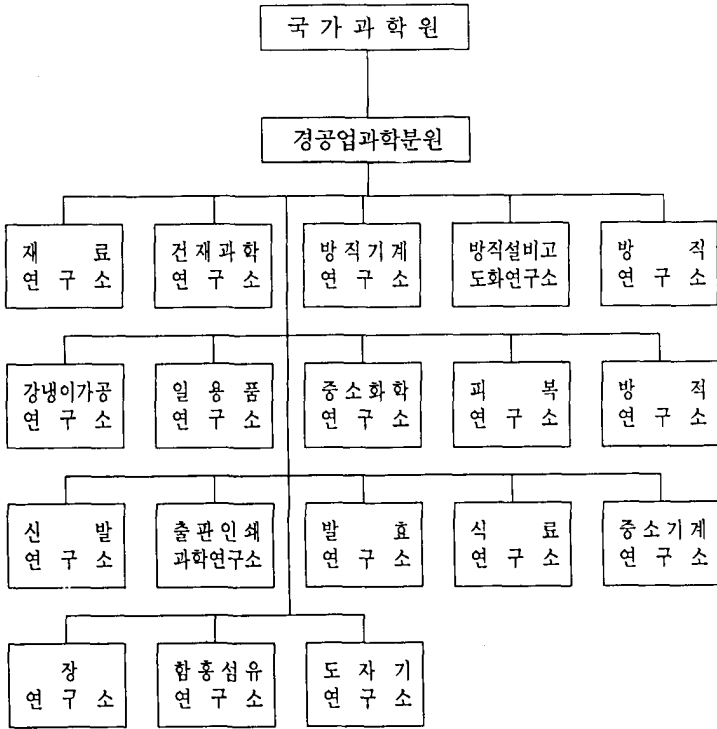 국가과학원
경공업과학분원
재료
연구소
건재과학
연구소
방직기계
연구소
방직설비고
도화연구소
방직
연구소
강냉이가공
연구소
일용품
연구소
중소화학
연구소
피복
연구소
방적
연구소
신발
연구소
출판인쇄
과학연구소
발효
연구소
식료
연구소
중소기계
연구소
장
연구소
함흥섬유
연구소
도자기
연구소